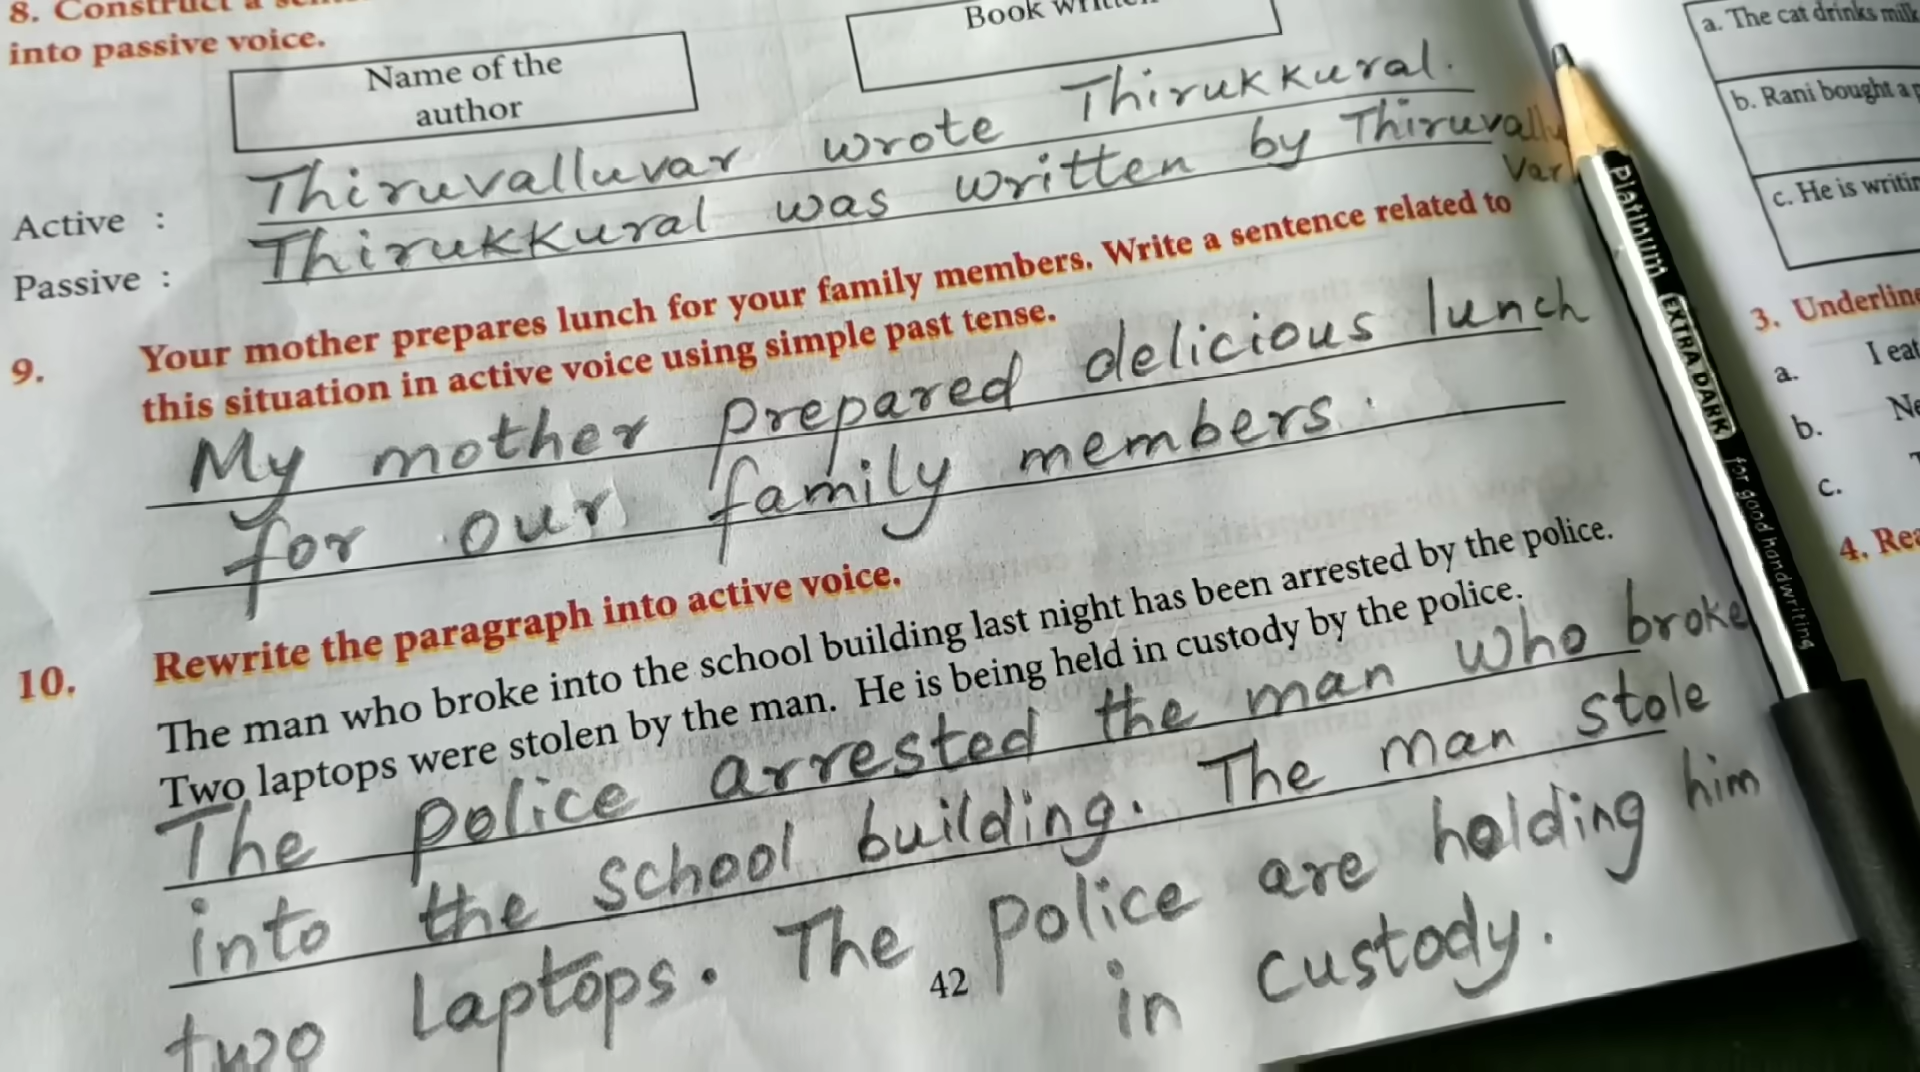 8. Construct a
into passive voice.
Name of the
author
Book written
Active : Thiruvalluvar wrote Thirukkural.
Passive : Thirukkural was written by Thiruvallu
var
9. Your mother prepares lunch for your family members. Write a sentence related to
this situation in active voice using simple past tense.
My mother prepared delicious lunch
for our family members.
10. Rewrite the paragraph into active voice.
The man who broke into the school building last night has been arrested by the police.
Two laptops were stolen by the man. He is being held in custody by the police.
The police arrested the man who broke
into the school building. The man stole
two laptops. The police are holding him
in custody.
42
Platinum EXTRA DARK for good handwriting
a. The cat drinks milk
b. Rani bought a
c. He is writin
3. Underline
a. I eat
b. Ne
c.
4. Rea